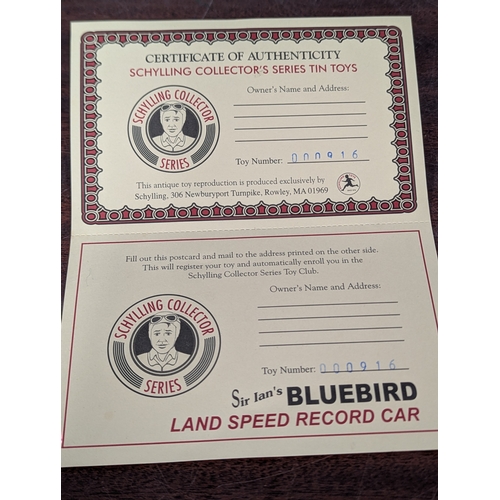 CERTIFICATE OF AUTHENTICITY
SCHYLLING COLLECTOR'S SERIES TIN TOYS
SCHYLLING COLLECTOR
SERIES
Owner's Name and Address:
Toy Number: 000916
This antique toy reproduction is produced exclusively by
Schylling, 306 Newburyport Turnpike, Rowley, MA 01969
Fill out this postcard and mail to the address printed on the other side.
This will register your toy and automatically enroll you in the
Schylling Collector Series Toy Club.
SCHYLLING COLLECTOR
SERIES
Owner's Name and Address:
Toy Number: 000916
Sir Ian's BLUEBIRD
LAND SPEED RECORD CAR